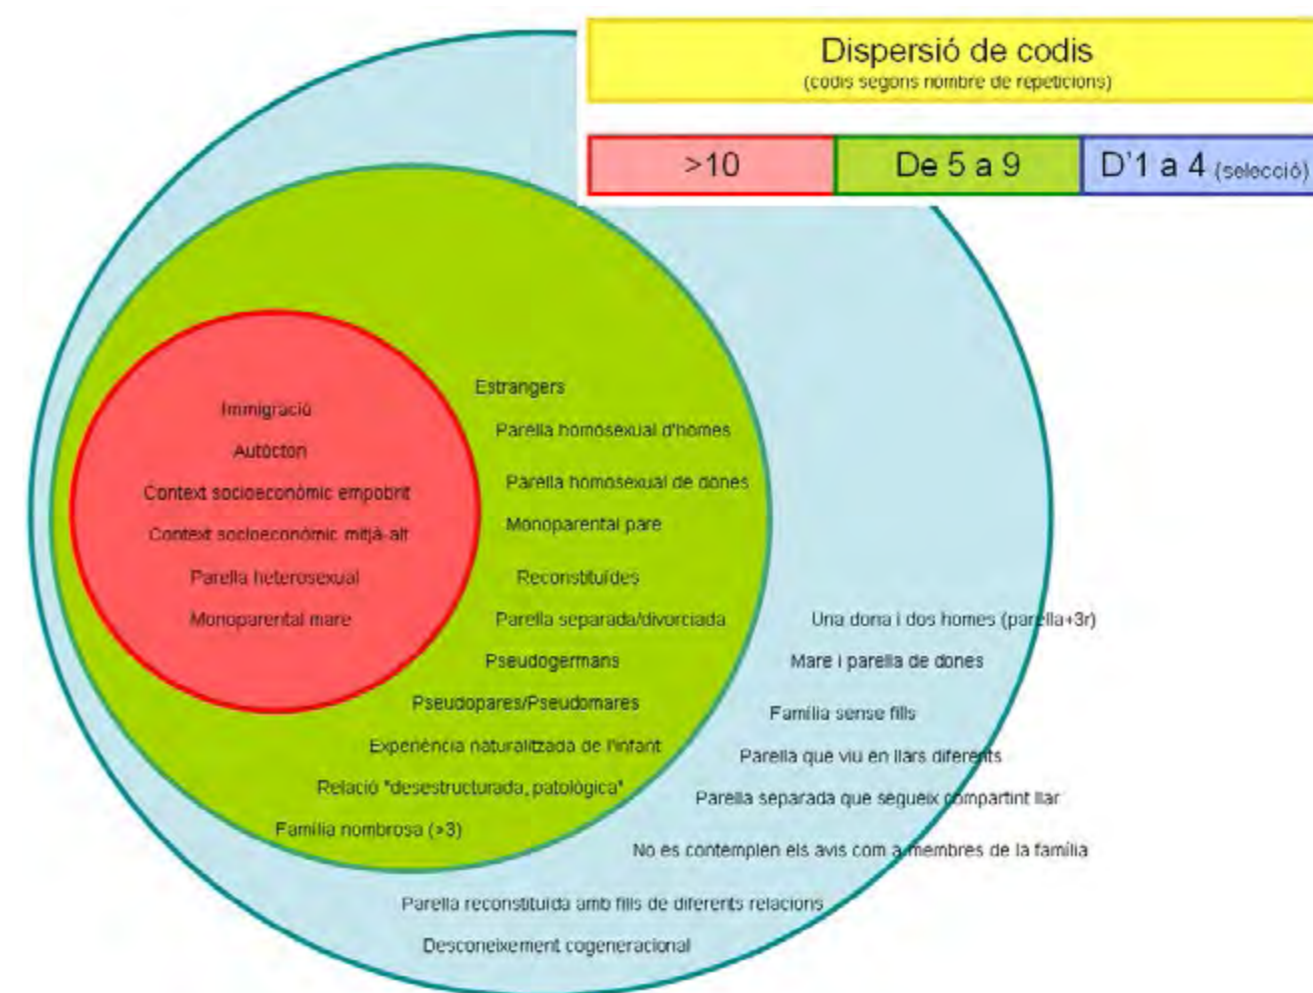 Dispersió de codis
(codis segons nombre de repeticions)
>10
De 5 a 9
D'1 a 4 (selecció)
Immigració
Autòcton
Context socioeconòmic empobrit
Context socioeconòmic mitjà-alt
Parella heterosexual
Monoparental mare
Estrangers
Parella homosexual d'homes
Parella homosexual de dones
Monoparental pare
Reconstituïdes
Parella separada/divorciada
Pseudogermans
Pseudopares/Pseudomares
Experiència naturalitzada de l'infant
Relació "desestructurada, patològica"
Família nombrosa (>3)
Una dona i dos homes (parella+3r)
Mare i parella de dones
Família sense fills
Parella que viu en llars diferents
Parella separada que segueix compartint llar
No es contemplen els avis com a membres de la família
Parella reconstituïda amb fills de diferents relacions
Desconeixement cogeneracional